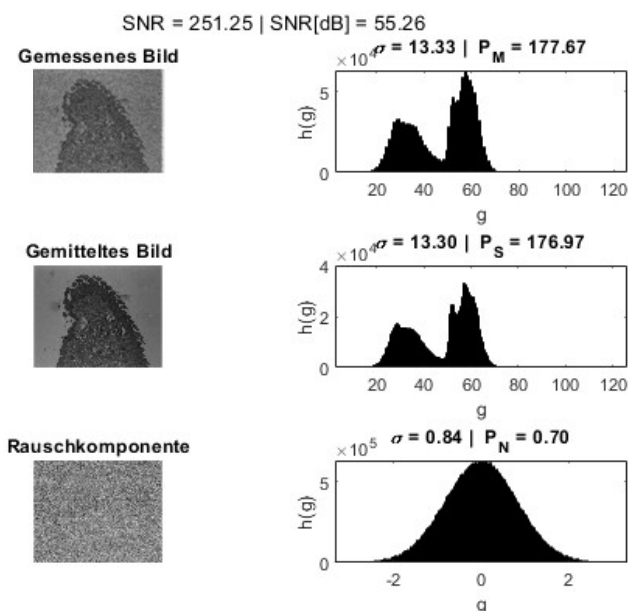 SNR = 251.25 | SNR[dB] = 55.26
Gemessenes Bild
×10⁴
σ = 13.33 | P_M = 177.67
5
0
h(g)
20 40 60 80 100 120
g
Gemitteltes Bild
×10⁴
σ = 13.30 | P_S = 176.97
4
2
0
h(g)
20 40 60 80 100 120
g
Rauschkomponente
×10⁵
σ = 0.84 | P_N = 0.70
5
0
h(g)
-2 0 2
g